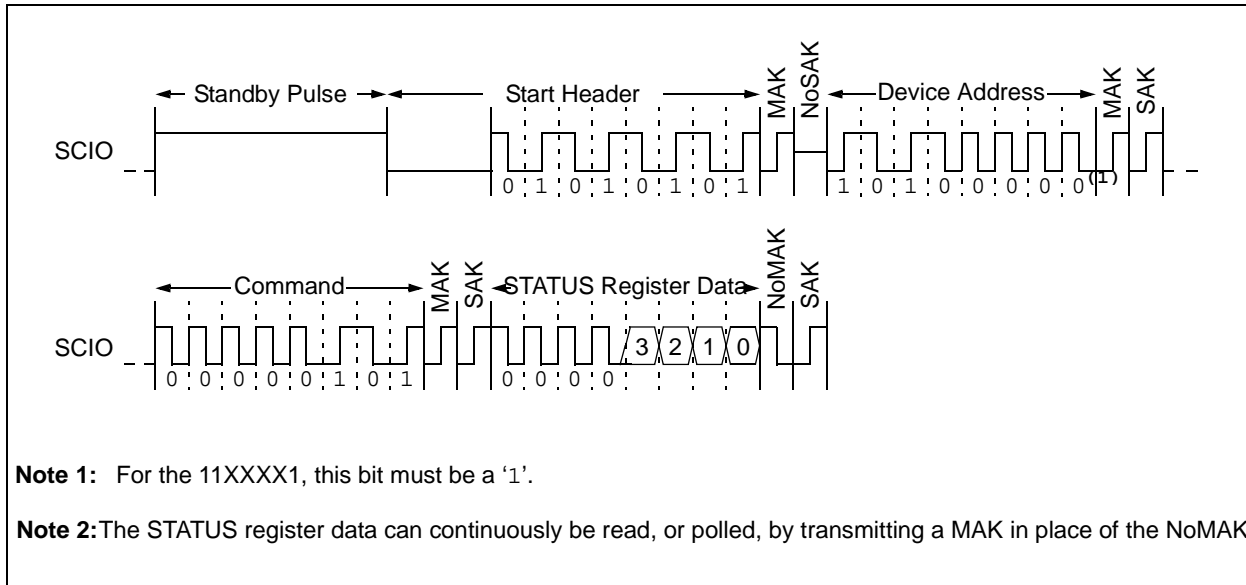 MAK
NoSAK
MAK
SAK
Standby Pulse
Start Header
Device Address
SCIO
0 1 0 1 0 1 0 1
1 0 1 0 0 0 0 0(1)
NoMAK
MAK
SAK
SAK
Command
STATUS Register Data
SCIO
3 2 1 0
0 0 0 0 0 1 0 1
0 0 0 0
Note 1: For the 11XXXX1, this bit must be a ‘1’.
Note 2:The STATUS register data can continuously be read, or polled, by transmitting a MAK in place of the NoMAK